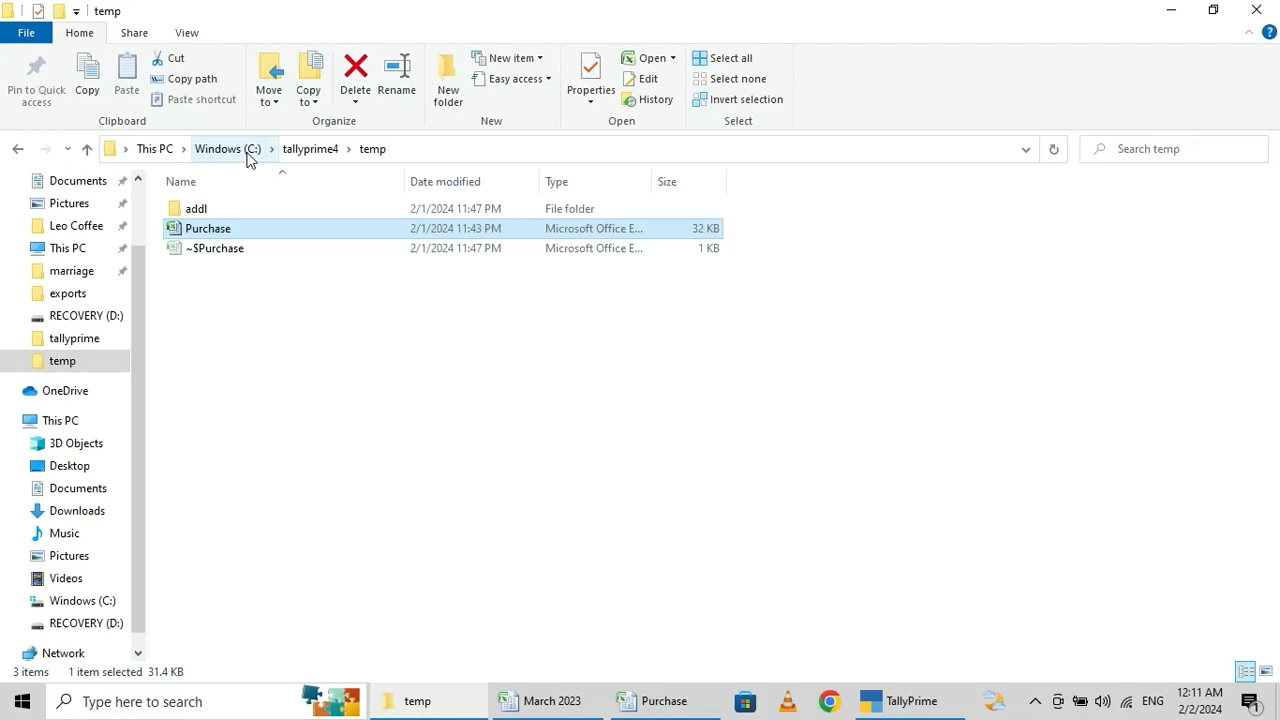 temp
File Home Share View
Pin to Quick access
Copy
Paste
Cut
Copy path
Paste shortcut
Clipboard
Move to
Copy to
Delete
Rename
Organize
New folder
New item
Easy access
New
Properties
Open
Edit
History
Open
Select all
Select none
Invert selection
Select
This PC > Windows (C:) > tallyprime4 > temp
Search temp
Name Date modified Type Size
addl 2/1/2024 11:47 PM File folder
Purchase 2/1/2024 11:43 PM Microsoft Office E... 32 KB
~$Purchase 2/1/2024 11:47 PM Microsoft Office E... 1 KB
Documents
Pictures
Leo Coffee
This PC
marriage
exports
RECOVERY (D:)
tallyprime
temp
OneDrive
This PC
3D Objects
Desktop
Documents
Downloads
Music
Pictures
Videos
Windows (C:)
RECOVERY (D:)
Network
3 items 1 item selected 31.4 KB
Type here to search
temp
March 2023
Purchase
TallyPrime
ENG
12:11 AM
2/2/2024
1